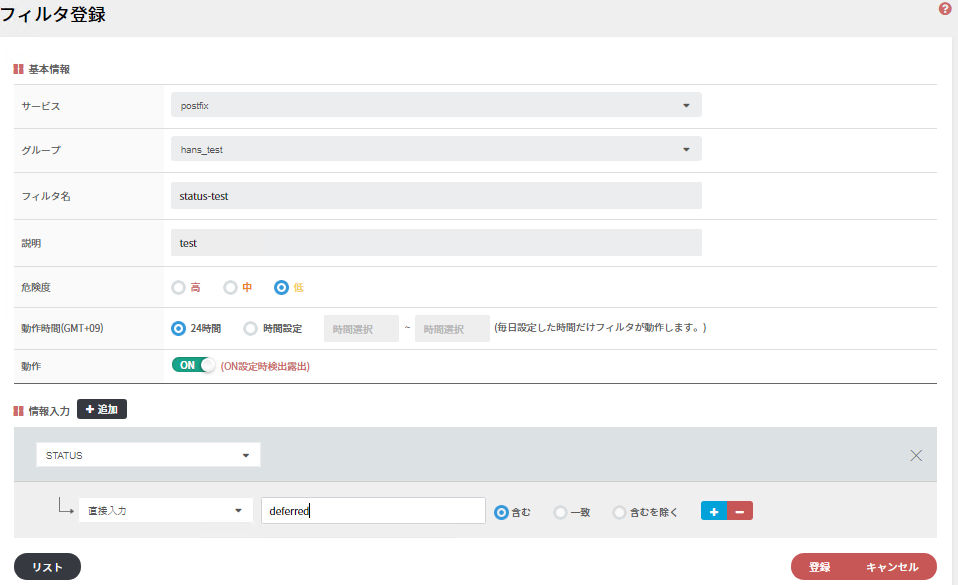 フィルタ登録
?
基本情報
サービス postfix
グループ hans_test
フィルタ名 status-test
説明 test
危険度 高 中 低
動作時間(GMT+09) 24時間 時間設定 時間選択 ~ 時間選択 (毎日設定した時間だけフィルタが動作します。)
動作 ON (ON設定時検出露出)
情報入力 + 追加
STATUS
直接入力 deferred 含む 一致 含むを除く + −
リスト 登録 キャンセル